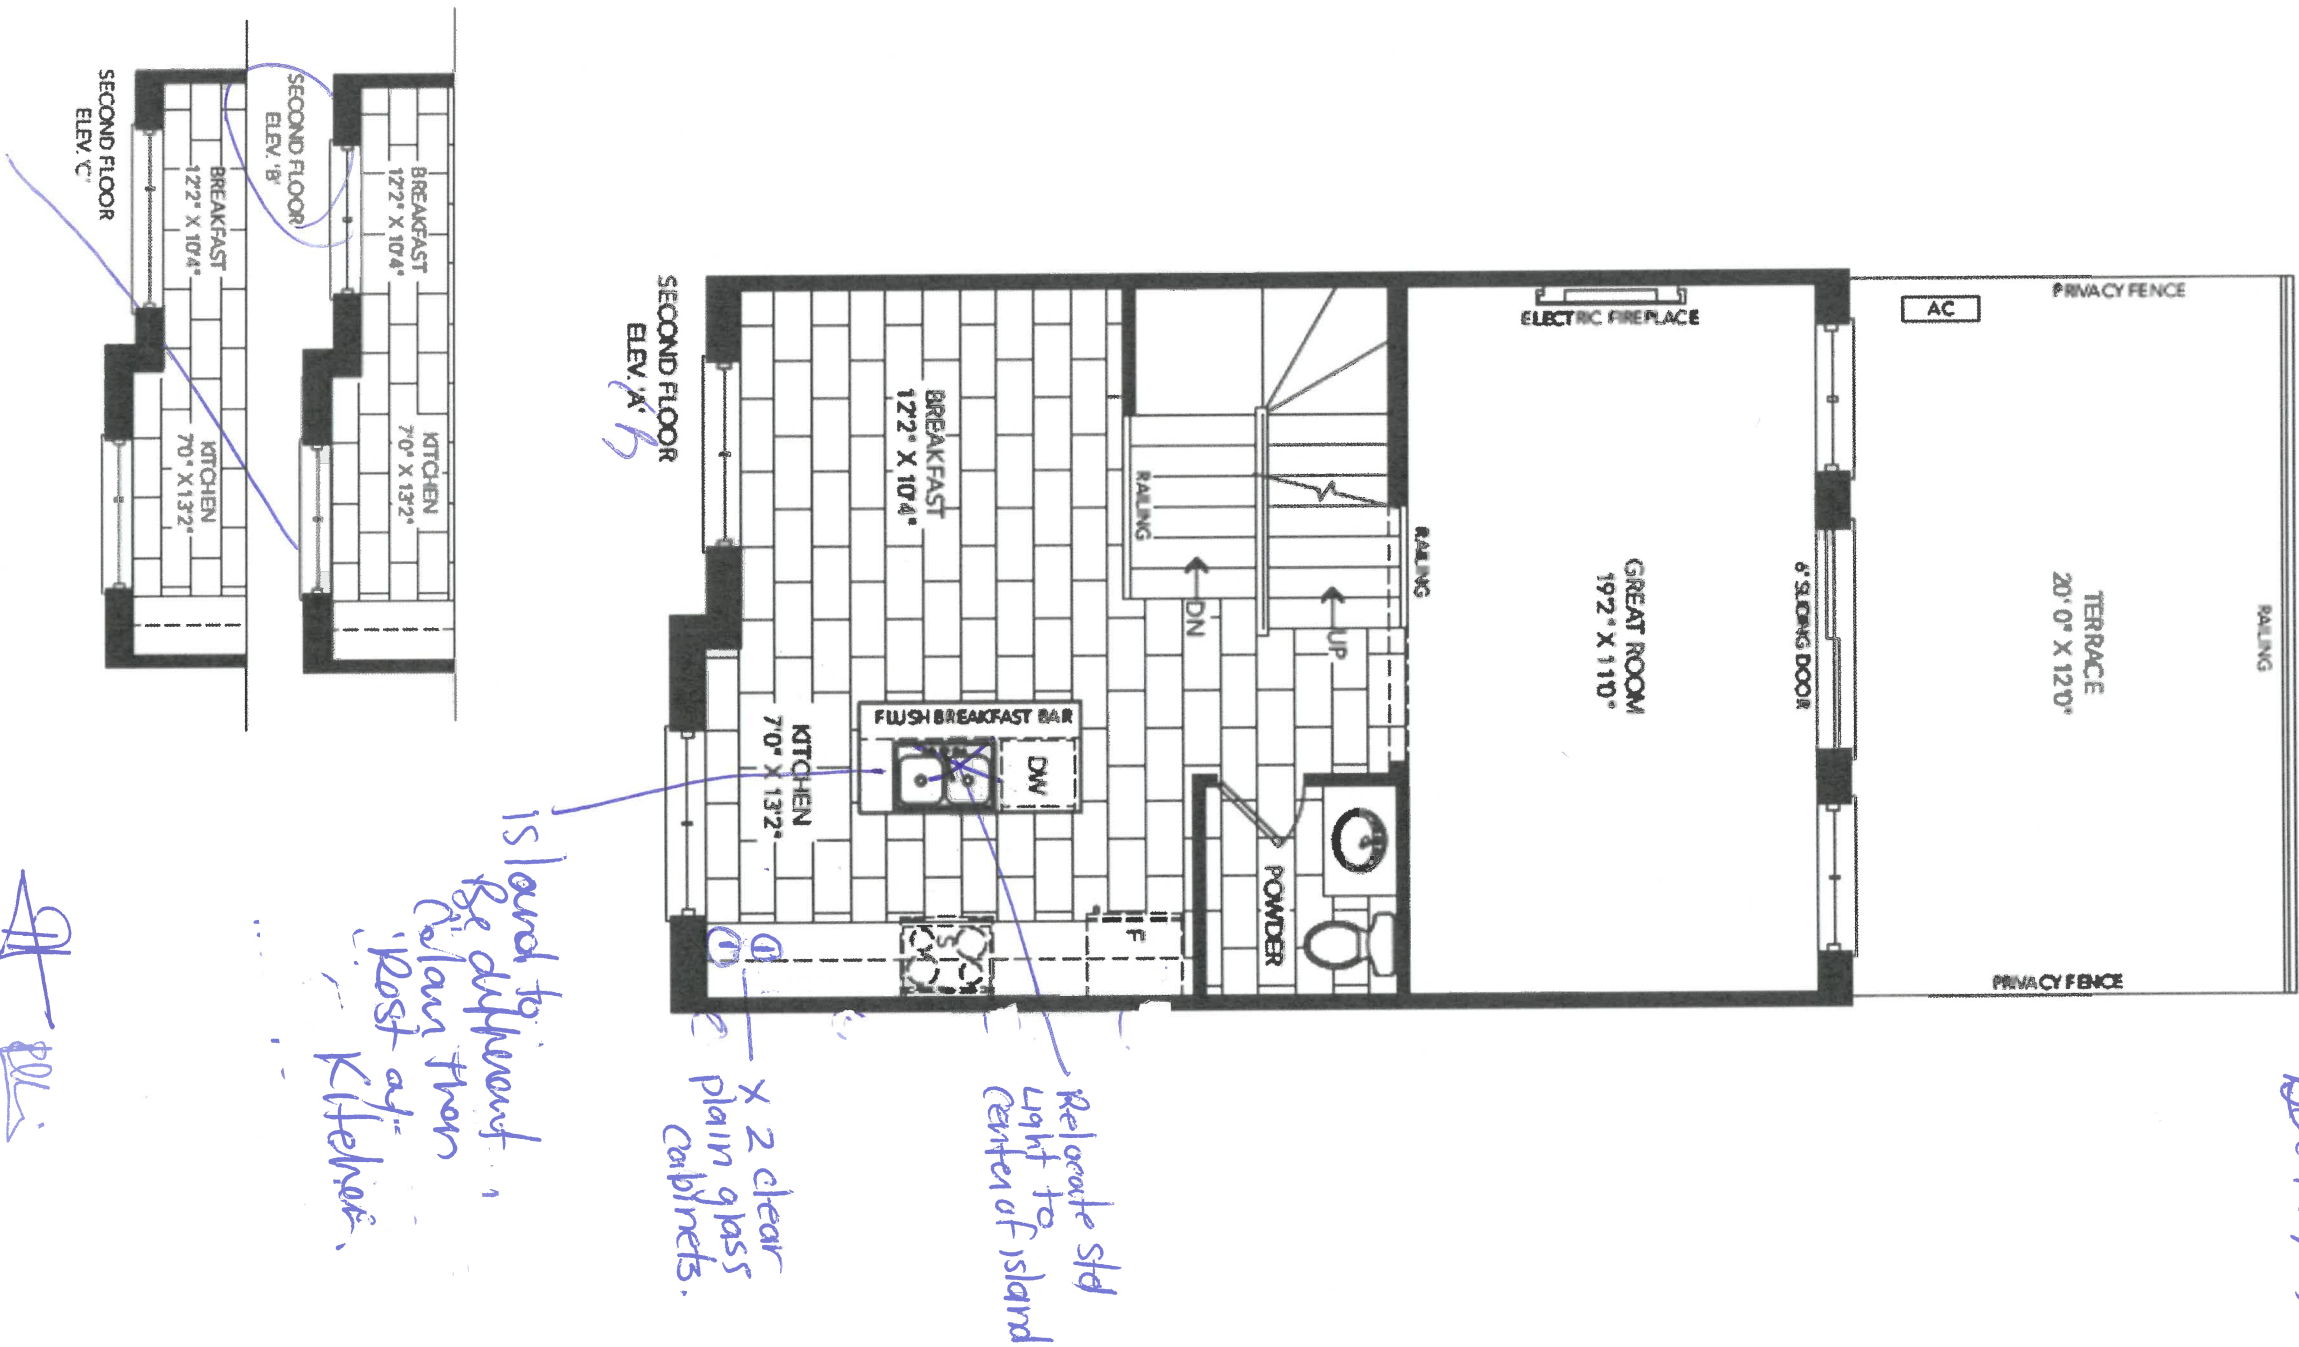 PRIVACY FENCE
AC
RAILING
TERRACE
20'0" X 12'0"
PRIVACY FENCE
6' SLIDING DOOR
ELECTRIC FIREPLACE
GREAT ROOM
19'2" X 11'0"
RAILING
UP
DN
RAILING
POWDER
F
S
BREAKFAST
12'2" X 10'4"
FLUSH BREAKFAST BAR
DW
KITCHEN
7'0" X 13'2"
SECOND FLOOR
ELEV. 'A'
Relocate Std
Light to
Center of island
X 2 clear
plain glass
Cabinets.
island to
Be different
Colour than
Rest of
Kitchen.
BREAKFAST
12'2" X 10'4"
KITCHEN
7'0" X 13'2"
SECOND FLOOR
ELEV. 'B'
BREAKFAST
12'2" X 10'4"
KITCHEN
7'0" X 13'2"
SECOND FLOOR
ELEV. 'C'